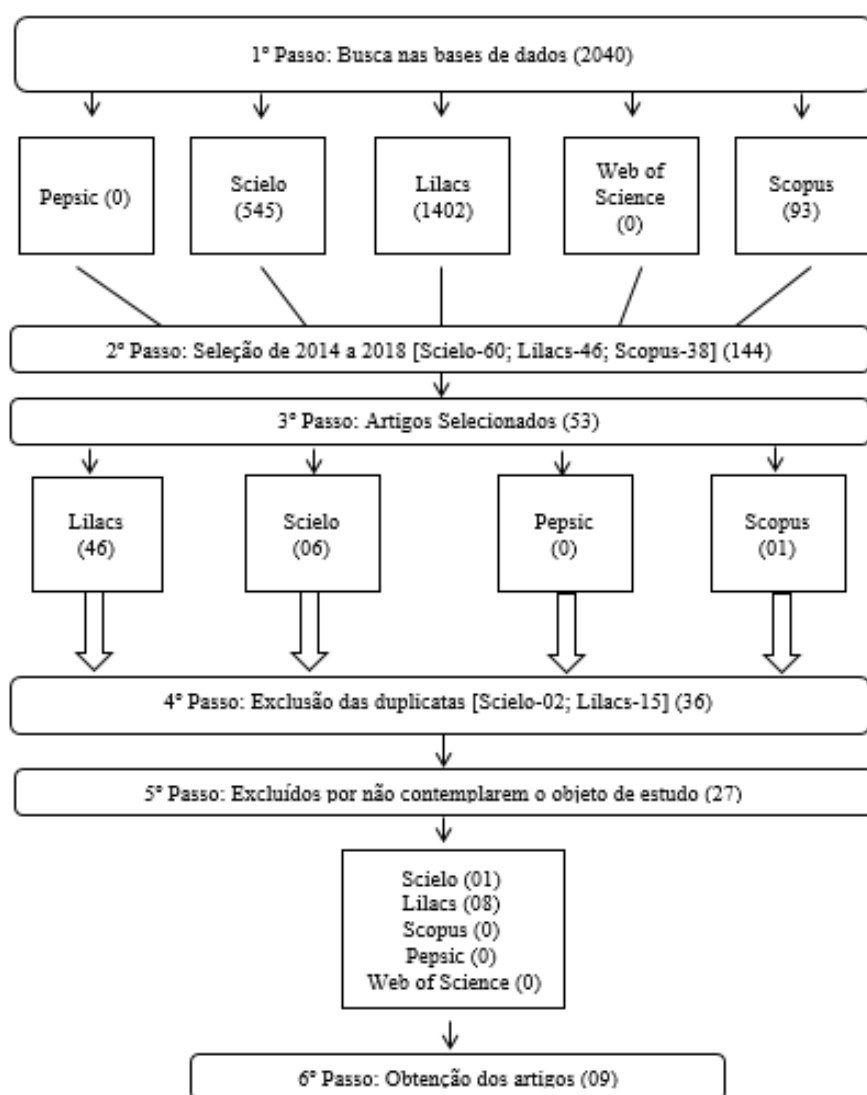 1º Passo: Busca nas bases de dados (2040)
Pepsic (0)
Scielo
(545)
Lilacs
(1402)
Web of
Science
(0)
Scopus
(93)
2º Passo: Seleção de 2014 a 2018 [Scielo-60; Lilacs-46; Scopus-38] (144)
3º Passo: Artigos Selecionados (53)
Lilacs
(46)
Scielo
(06)
Pepsic
(0)
Scopus
(01)
4º Passo: Exclusão das duplicatas [Scielo-02; Lilacs-15] (36)
5º Passo: Excluídos por não contemplarem o objeto de estudo (27)
Scielo (01)
Lilacs (08)
Scopus (0)
Pepsic (0)
Web of Science (0)
6º Passo: Obtenção dos artigos (09)